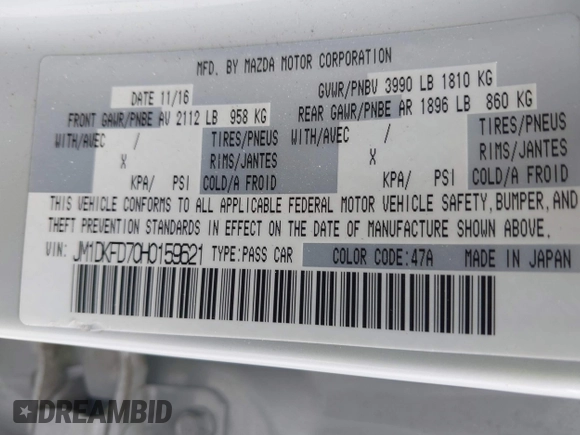 MFD. BY MAZDA MOTOR CORPORATION
DATE 11/16 GVWR/PNBV 3990 LB 1810 KG
FRONT GAWR/PNBE AV 2112 LB 958 KG REAR GAWR/PNBE AR 1896 LB 860 KG
WITH/AVEC / TIRES/PNEUS WITH/AVEC / TIRES/PNEUS
X RIMS/JANTES X RIMS/JANTES
KPA/ PSI COLD/A FROID KPA/ PSI COLD/A FROID
THIS VEHICLE CONFORMS TO ALL APPLICABLE FEDERAL MOTOR VEHICLE SAFETY, BUMPER, AND
THEFT PREVENTION STANDARDS IN EFFECT ON THE DATE OF MANUFACTURE SHOWN ABOVE.
VIN: JM1DKFD70H0159621 TYPE: PASS CAR COLOR CODE: 47A MADE IN JAPAN
DREAMBID